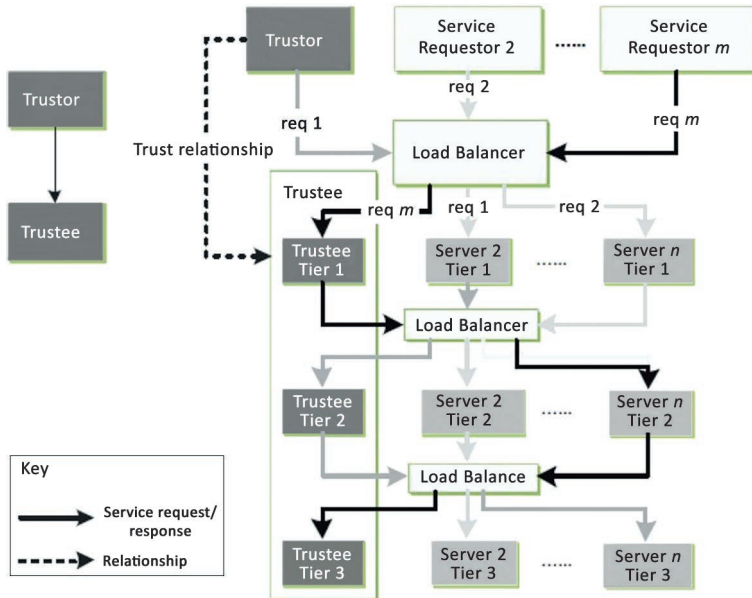 Trustor
Service
Requestor 2
......
Service
Requestor m
Trustor
req 1
req 2
req m
Trust relationship
Load Balancer
Trustee
Trustee
req m
req 1
req 2
Trustee
Tier 1
Server 2
Tier 1
......
Server n
Tier 1
Load Balancer
Trustee
Tier 2
Server 2
Tier 2
......
Server n
Tier 2
Key
Service request/
response
Relationship
Load Balance
Trustee
Tier 3
Server 2
Tier 3
......
Server n
Tier 3